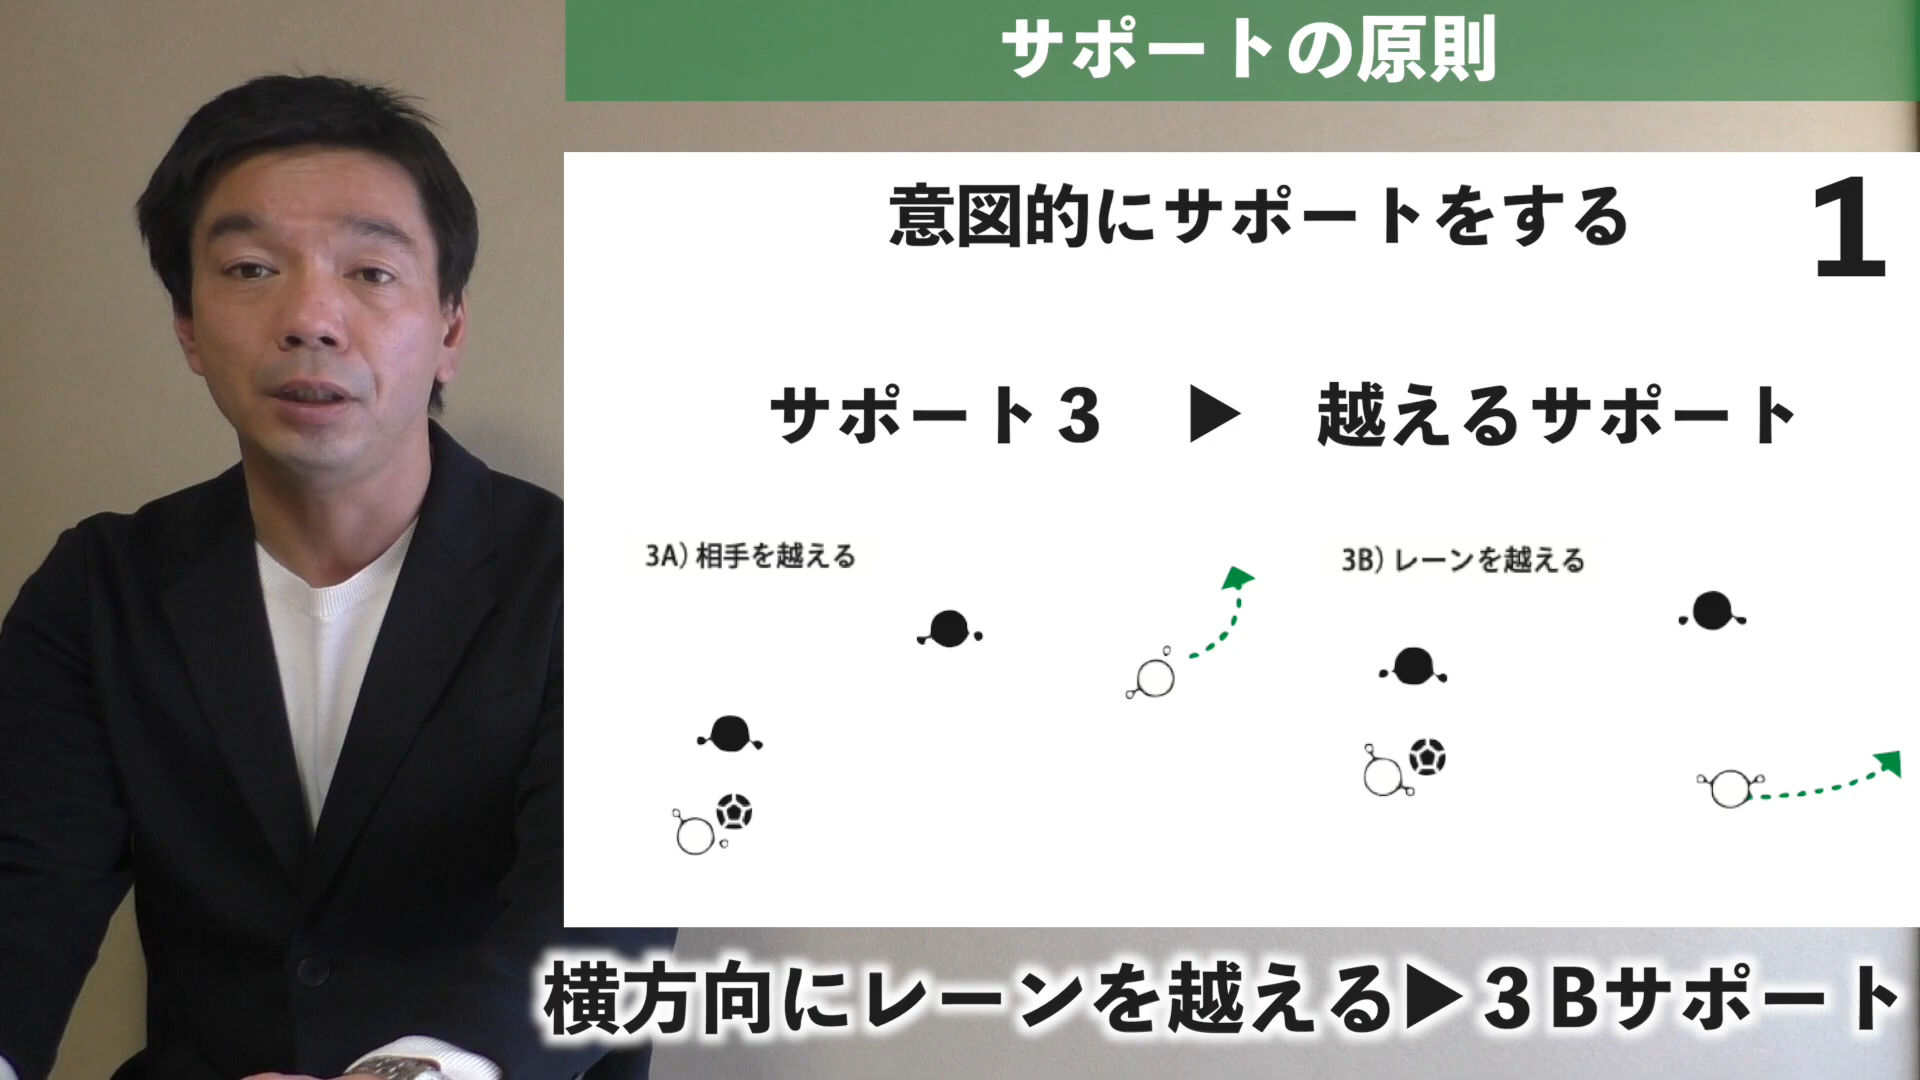 サポートの原則
意図的にサポートをする
1
サポート3 ▶ 越えるサポート
3A) 相手を越える
3B) レーンを越える
横方向にレーンを越える▶3Bサポート